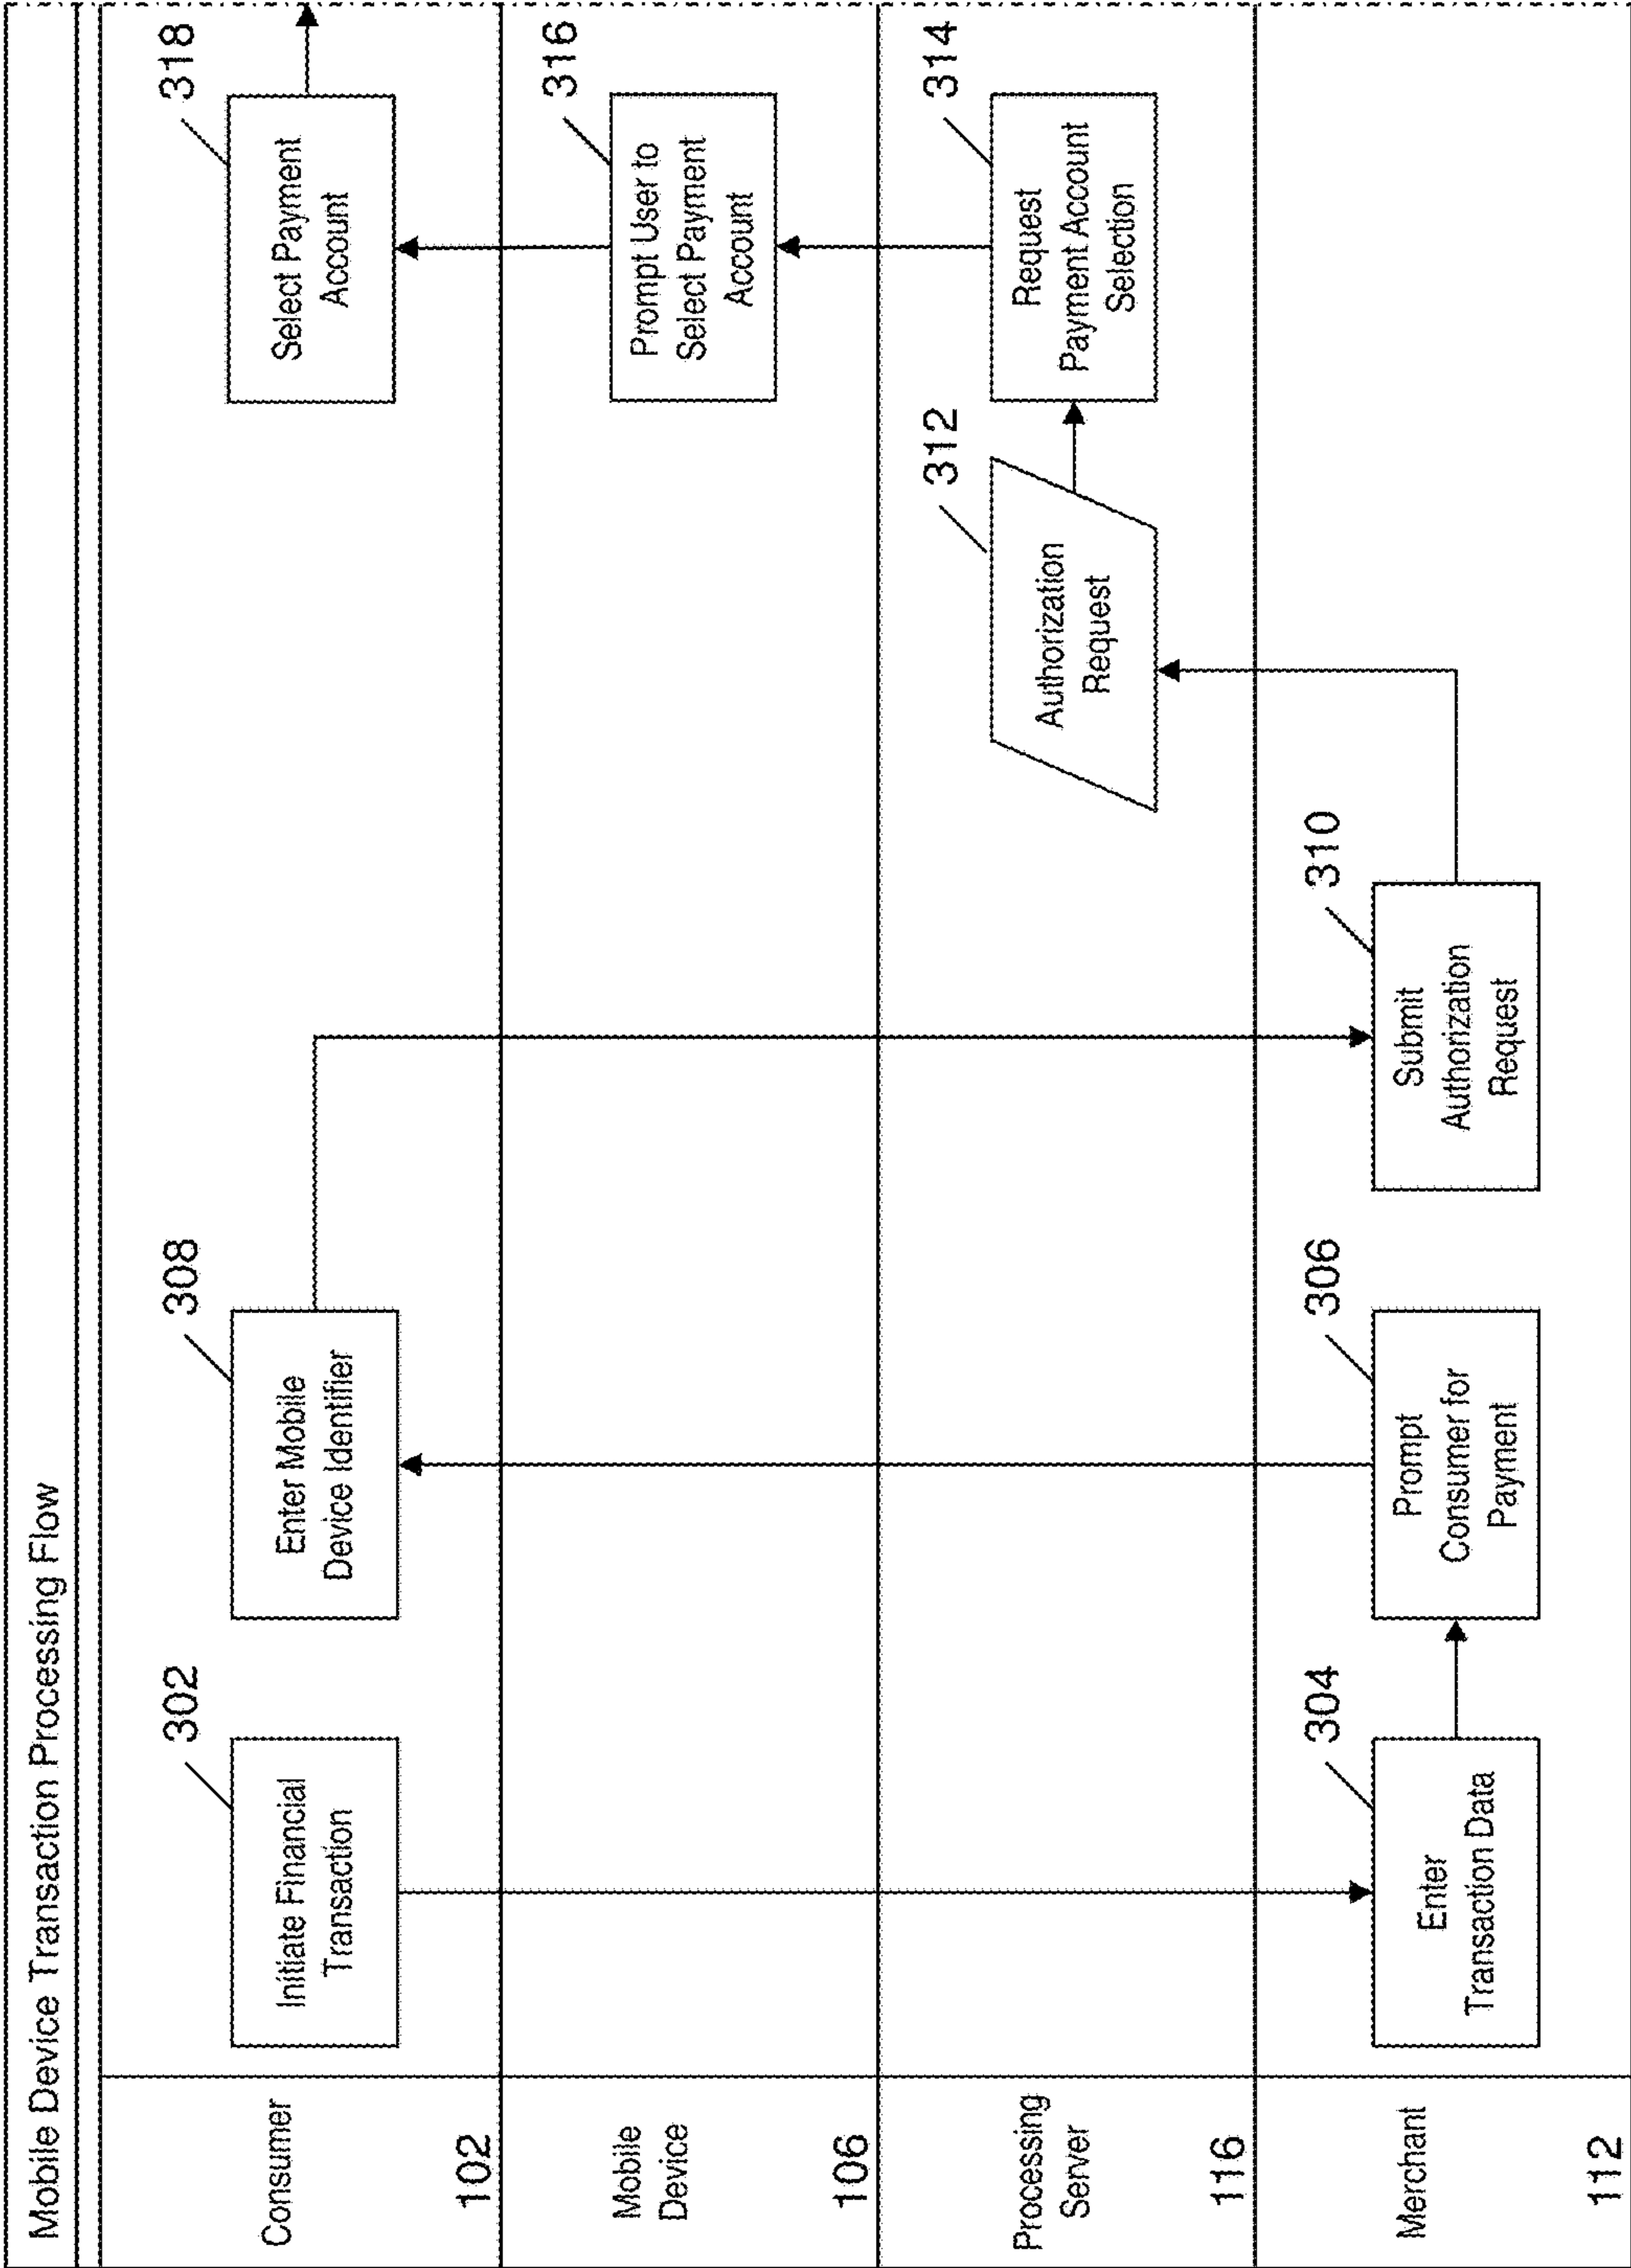 Mobile Device Transaction Processing Flow
Consumer
102
302
Initiate Financial
Transaction
308
Enter Mobile
Device Identifier
318
Select Payment
Account
Mobile
Device
106
316
Prompt User to
Select Payment
Account
Processing
Server
116
312
Authorization
Request
314
Request
Payment Account
Selection
Merchant
112
304
Enter
Transaction Data
306
Prompt
Consumer for
Payment
310
Submit
Authorization
Request